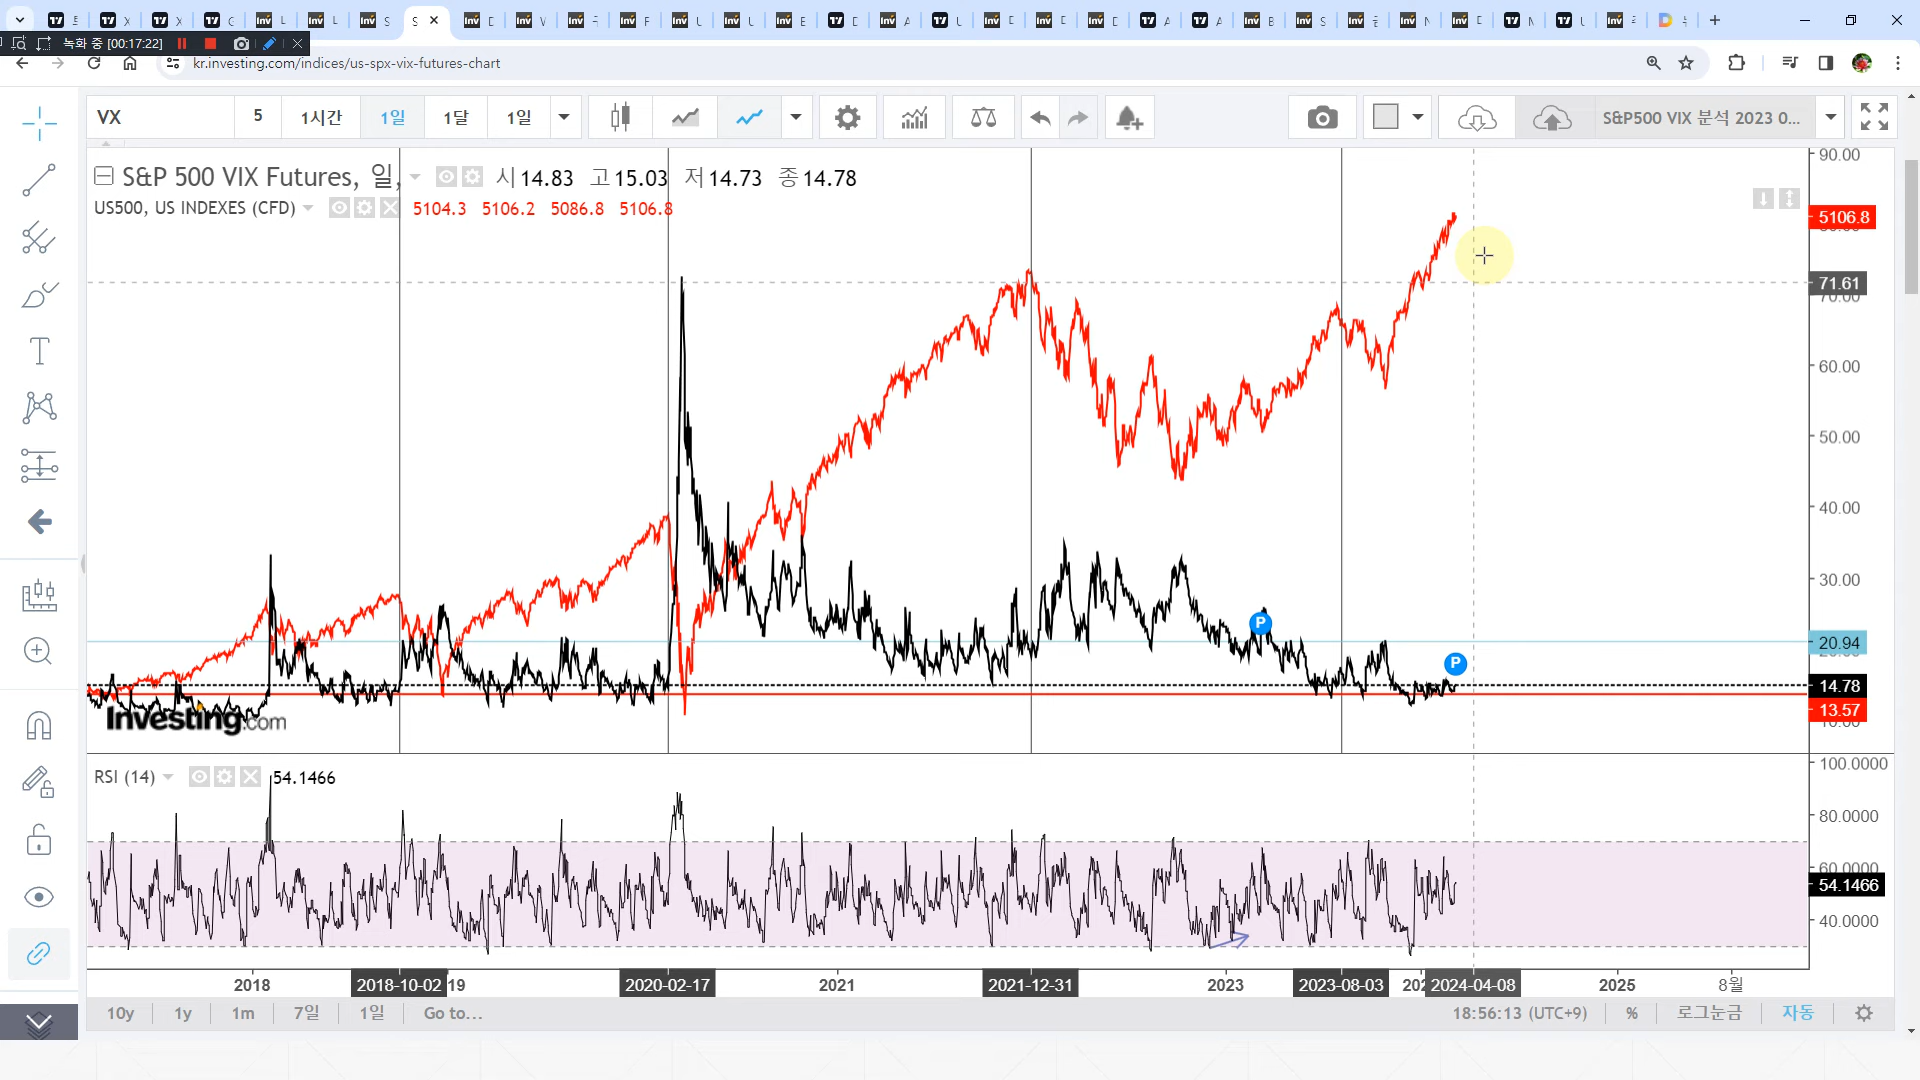 녹화 중 [00:17:22]
kr.investing.com/indices/us-spx-vix-futures-chart
VX 5 1시간 1일 1달 1일 S&P500 VIX 분석 2023 0...
S&P 500 VIX Futures, 일, 시 14.83 고 15.03 저 14.73 종 14.78
US500, US INDEXES (CFD) 5104.3 5106.2 5086.8 5106.8
90.00
5106.8
71.61
70.00
60.00
50.00
40.00
30.00
20.94
14.78
13.57
P
P
Investing.com
RSI (14) 54.1466
100.0000
80.0000
60.0000
54.1466
40.0000
2018 2018-10-02 19 2020-02-17 2021 2021-12-31 2023 2023-08-03 202 2024-04-08 2025 8월
10y 1y 1m 7일 1일 Go to... 18:56:13 (UTC+9) % 로그눈금 자동